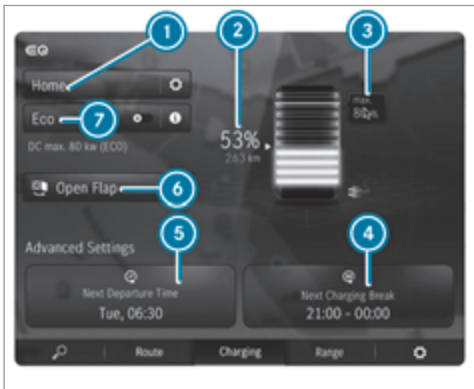 EQ
1
2
3
Home
max.
80%
Eco
7
53%
263 km
DC max. 80 kw (ECO)
Open Flap
6
5
4
Advanced Settings
Next Departure Time
Tue, 06:30
Next Charging Break
21:00 - 00:00
Route
Charging
Range